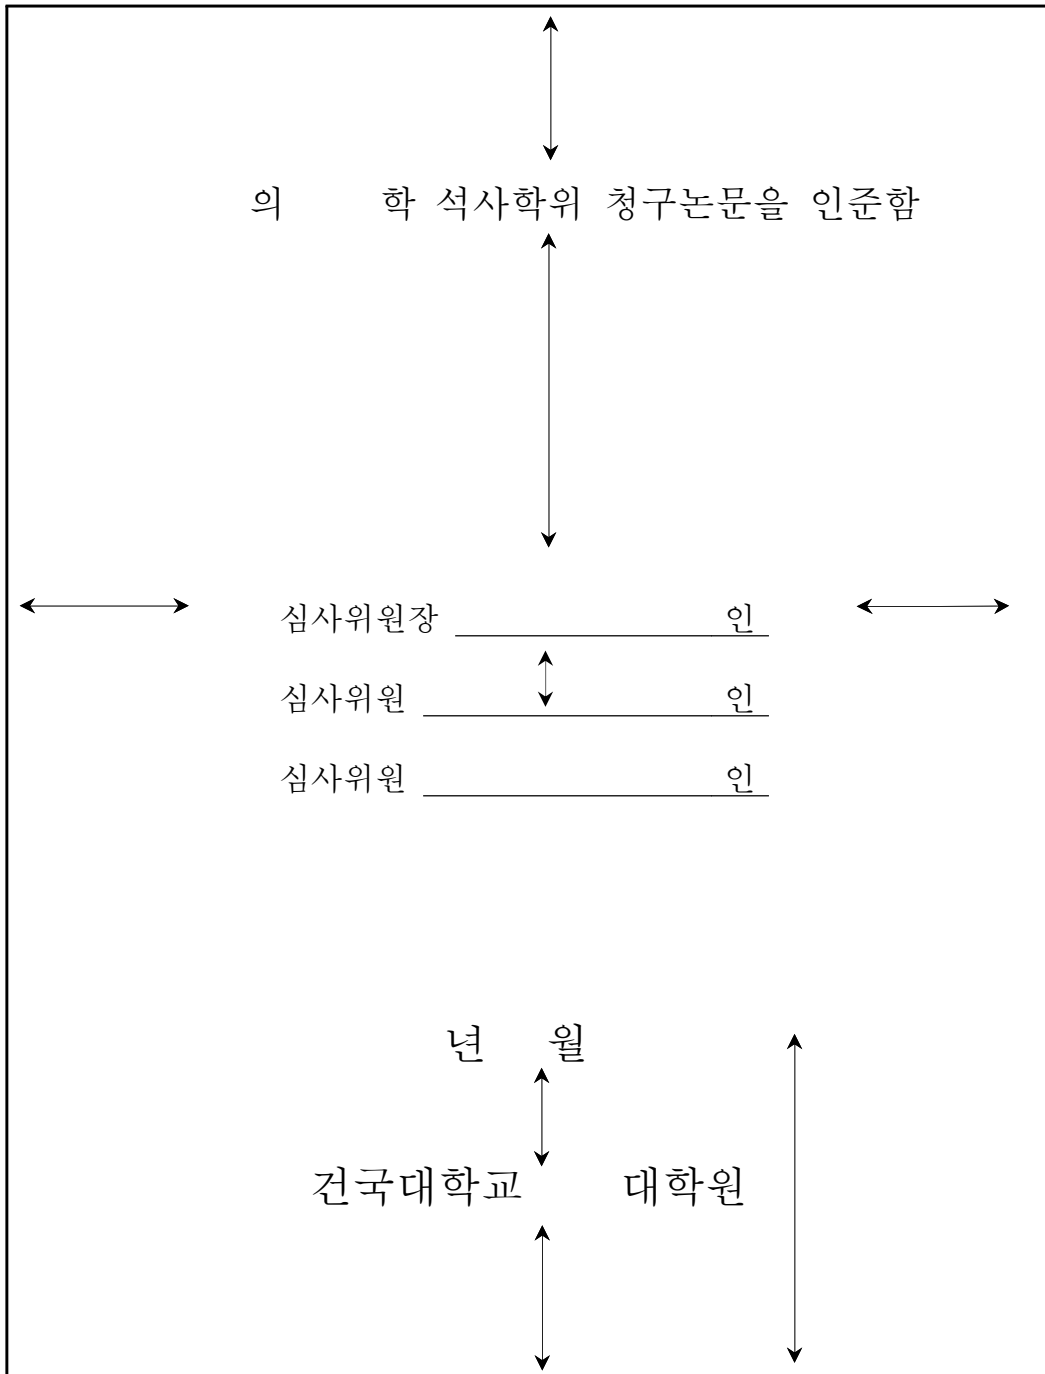 의 학 석사학위 청구논문을 인준함
심사위원장 인
심사위원 인
심사위원 인
년 월
건국대학교 대학원